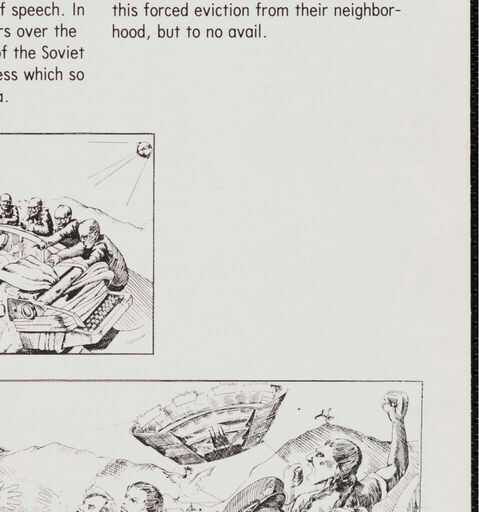 f speech. In
rs over the
of the Soviet
ess which so
a.
this forced eviction from their neighbor-
hood, but to no avail.